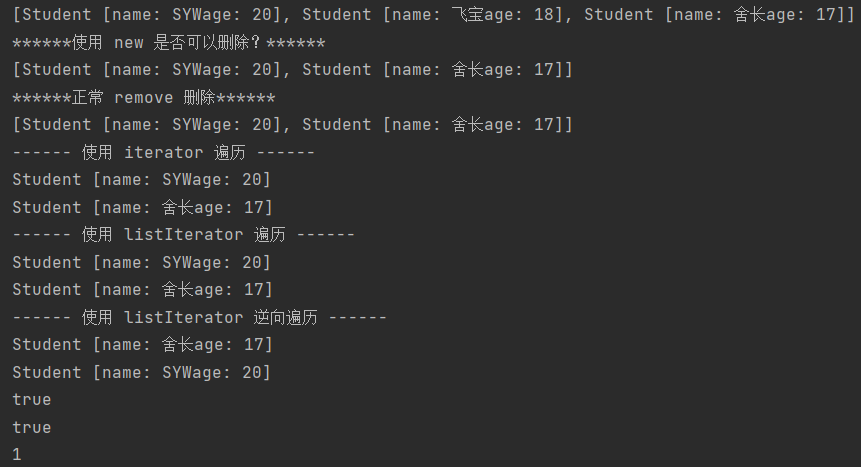 [Student [name: SYWage: 20], Student [name: 飞宝age: 18], Student [name: 舍长age: 17]]
******使用 new 是否可以删除? ******
[Student [name: SYWage: 20], Student [name: 舍长age: 17]]
******正常 remove 删除******
[Student [name: SYWage: 20], Student [name: 舍长age: 17]]
------ 使用 iterator 遍历 ------
Student [name: SYWage: 20]
Student [name: 舍长age: 17]
------ 使用 listIterator 遍历 ------
Student [name: SYWage: 20]
Student [name: 舍长age: 17]
------ 使用 listIterator 逆向遍历 ------
Student [name: 舍长age: 17]
Student [name: SYWage: 20]
true
true
1